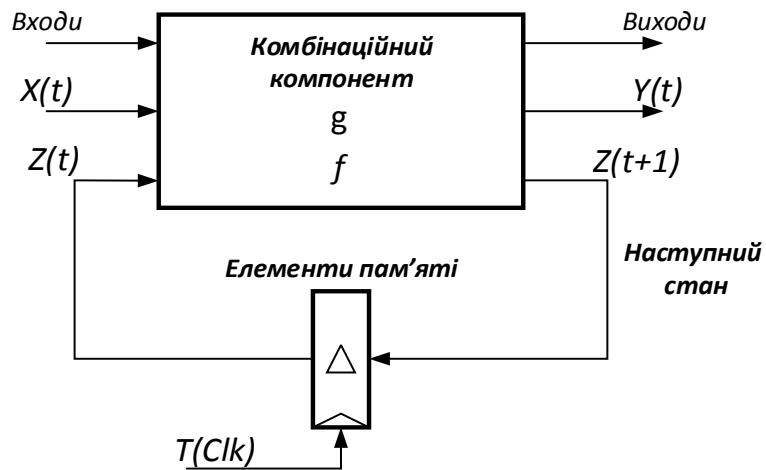 Входи
Виходи
Комбінаційний
компонент
X(t)
Y(t)
g
Z(t)
f
Z(t+1)
Елементи пам’яті
Наступний
стан
T(Clk)